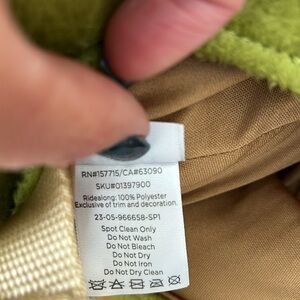 RN#157715/CA#63090
SKU#01397900
Ridealong: 100% Polyester
Exclusive of trim and decoration.
23-05-966658-SP1
Spot Clean Only
Do Not Wash
Do Not Bleach
Do Not Dry
Do Not Iron
Do Not Dry Clean